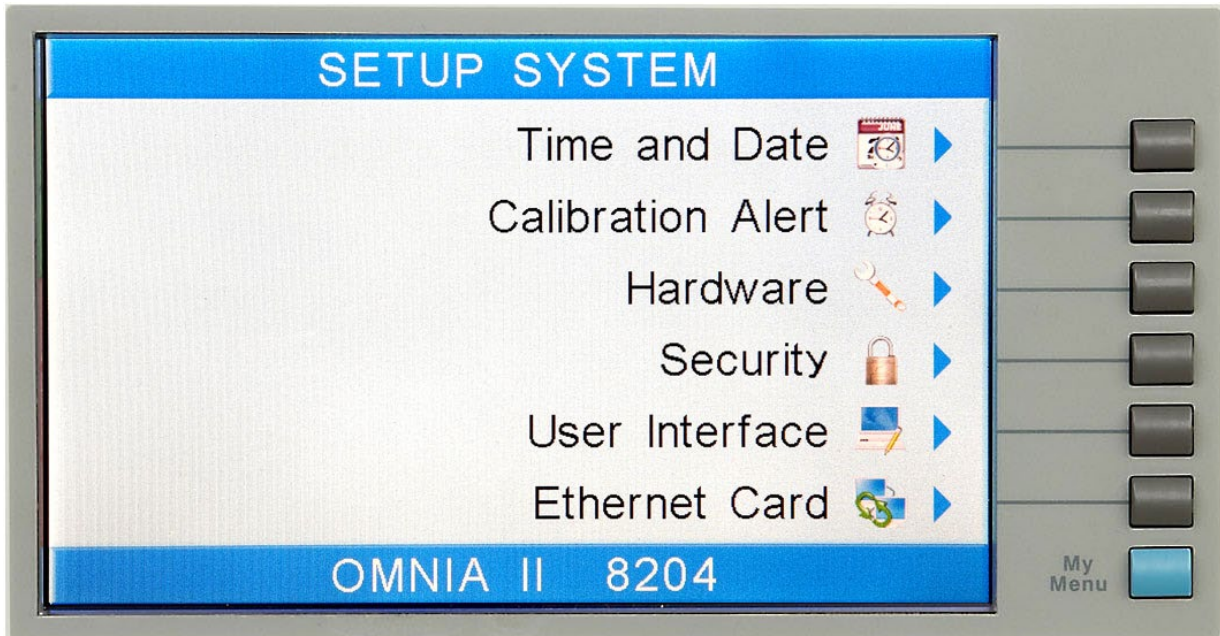 SETUP SYSTEM
Time and Date
Calibration Alert
Hardware
Security
User Interface
Ethernet Card
OMNIA II 8204
My
Menu